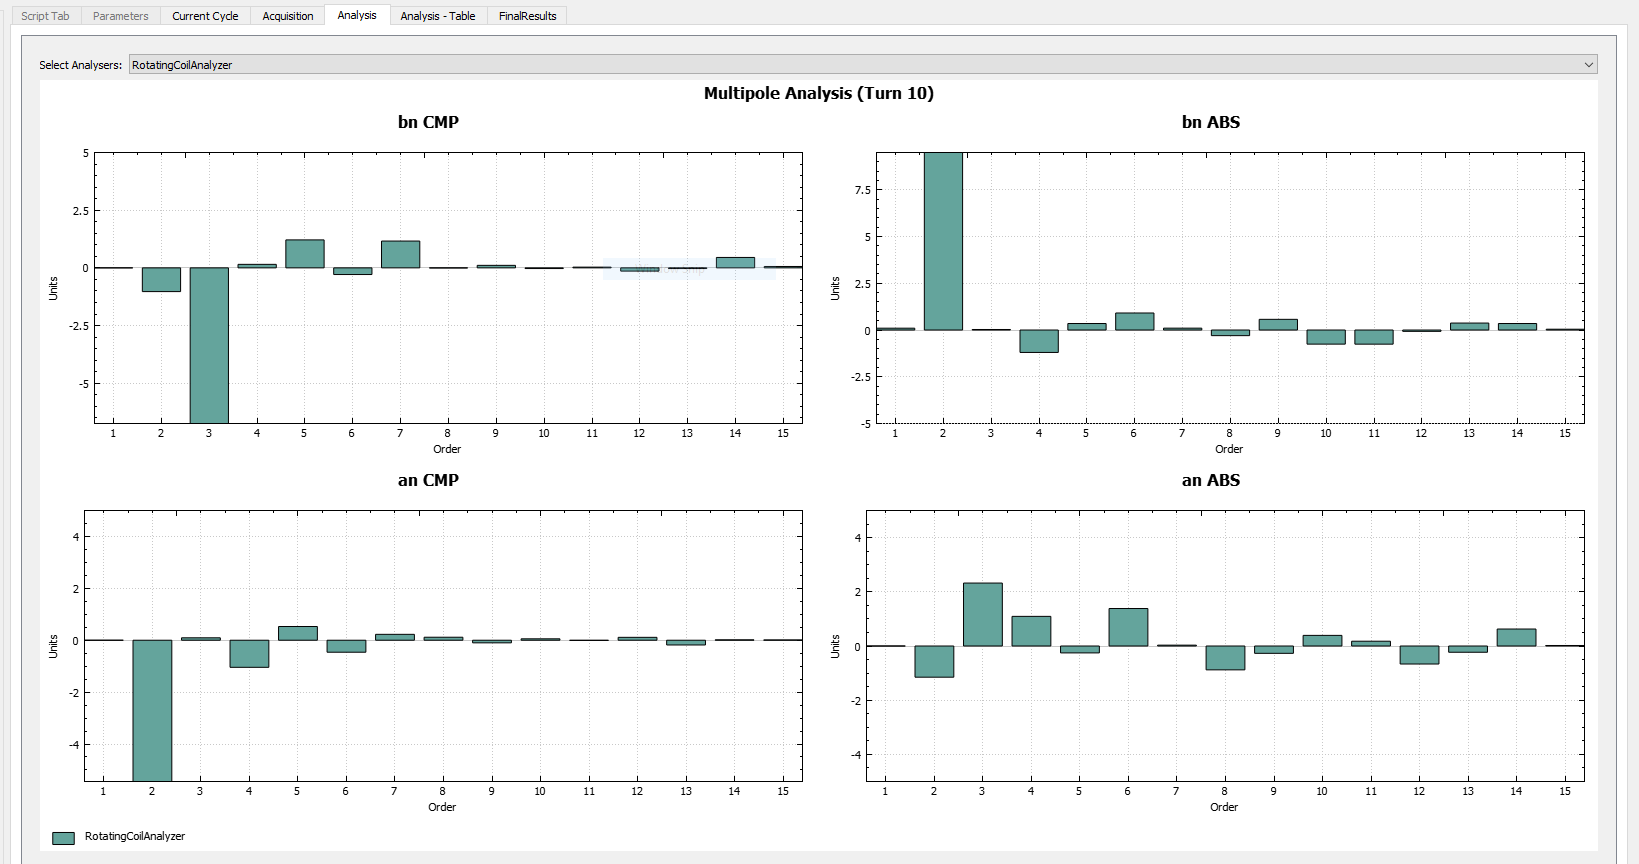 Script Tab Parameters Current Cycle Acquisition Analysis Analysis - Table FinalResults
Select Analysers: RotatingCoilAnalyzer
Multipole Analysis (Turn 10)
bn CMP
5
2.5
0
-2.5
-5
Units
1 2 3 4 5 6 7 8 9 10 11 12 13 14 15
Order
bn ABS
7.5
5
2.5
0
-2.5
-5
Units
1 2 3 4 5 6 7 8 9 10 11 12 13 14 15
Order
an CMP
4
2
0
-2
-4
Units
1 2 3 4 5 6 7 8 9 10 11 12 13 14 15
Order
an ABS
4
2
0
-2
-4
Units
1 2 3 4 5 6 7 8 9 10 11 12 13 14 15
Order
RotatingCoilAnalyzer